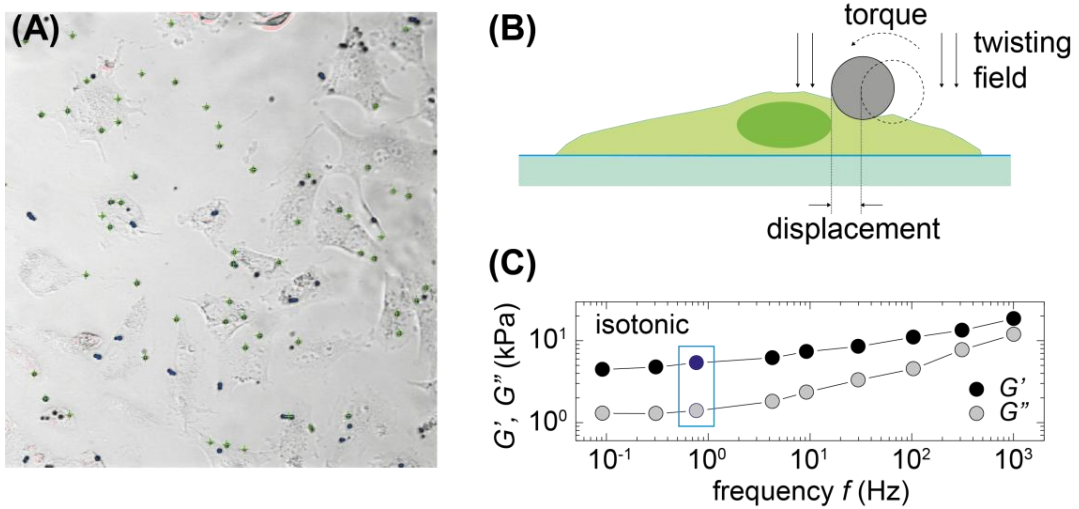 (A)
(B)
torque
twisting
field
displacement
(C)
isotonic
G', G" (kPa)
10¹
10⁰
G'
G"
10⁻¹ 10⁰ 10¹ 10² 10³
frequency f (Hz)